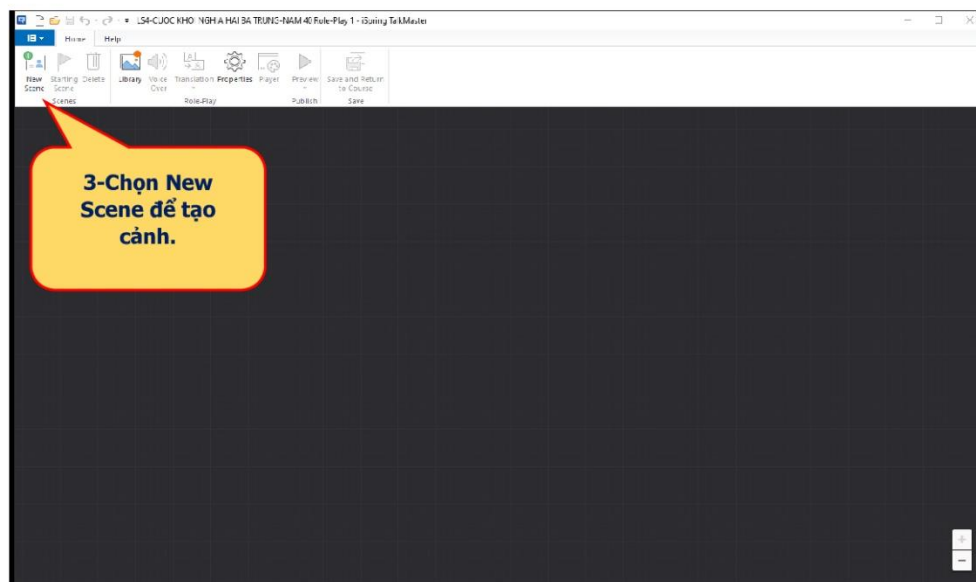 LS4-CUOC KHOI NGHIA HAI BA TRUNG-NAM 40 Role-Play 1 - iSpring TalkMaster
Home Help
New Scene
Starting Scene
Delete
Library
Voice Over
Translation
Properties
Player
Preview
Save and Return to Course
Scenes
Role-Play
Publish
Save
3-Chọn New
Scene để tạo
cảnh.